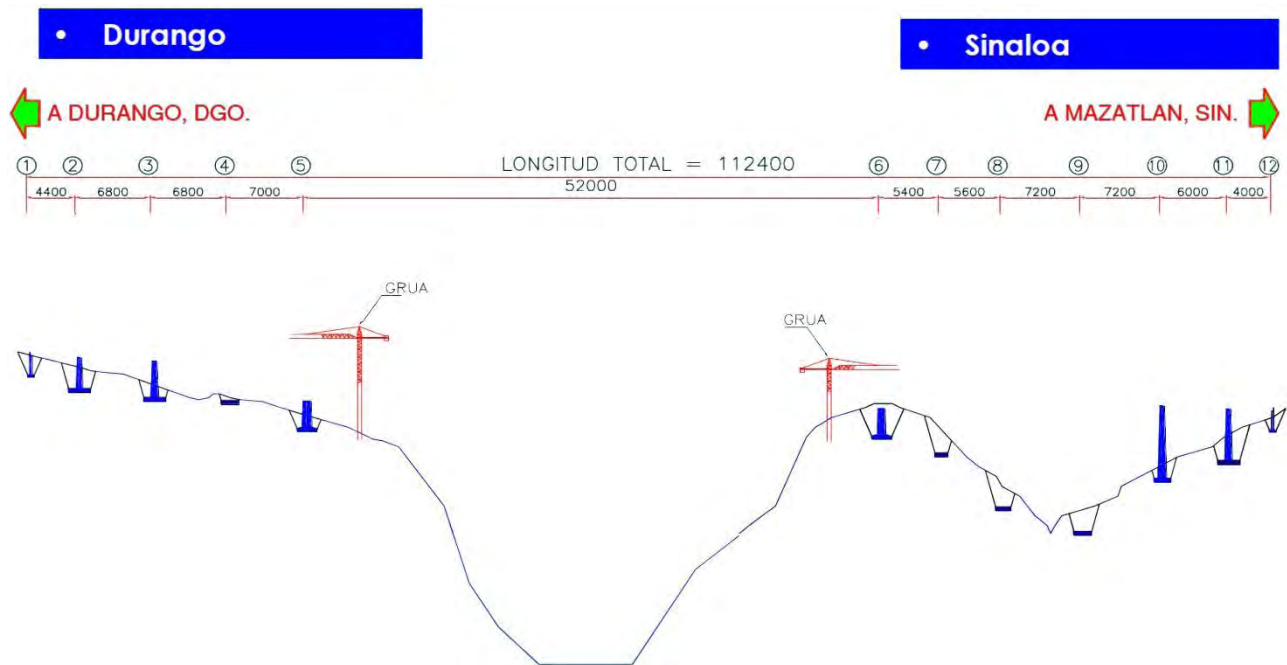 • Durango
• Sinaloa
A DURANGO, DGO.
A MAZATLAN, SIN.
1 2 3 4 5 LONGITUD TOTAL = 112400 6 7 8 9 10 11 12
4400 6800 6800 7000 52000 5400 5600 7200 7200 6000 4000
GRUA
GRUA